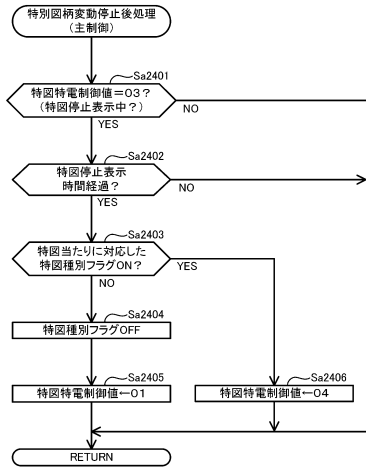 特別図柄変動停止後処理
（主制御）
Sa2401
特図特電制御値＝03？
（特図停止表示中？）
NO
YES
Sa2402
特図停止表示
時間経過？
NO
YES
Sa2403
特図当たりに対応した
特図種別フラグON？
YES
NO
Sa2404
特図種別フラグOFF
Sa2405
特図特電制御値←01
Sa2406
特図特電制御値←04
RETURN